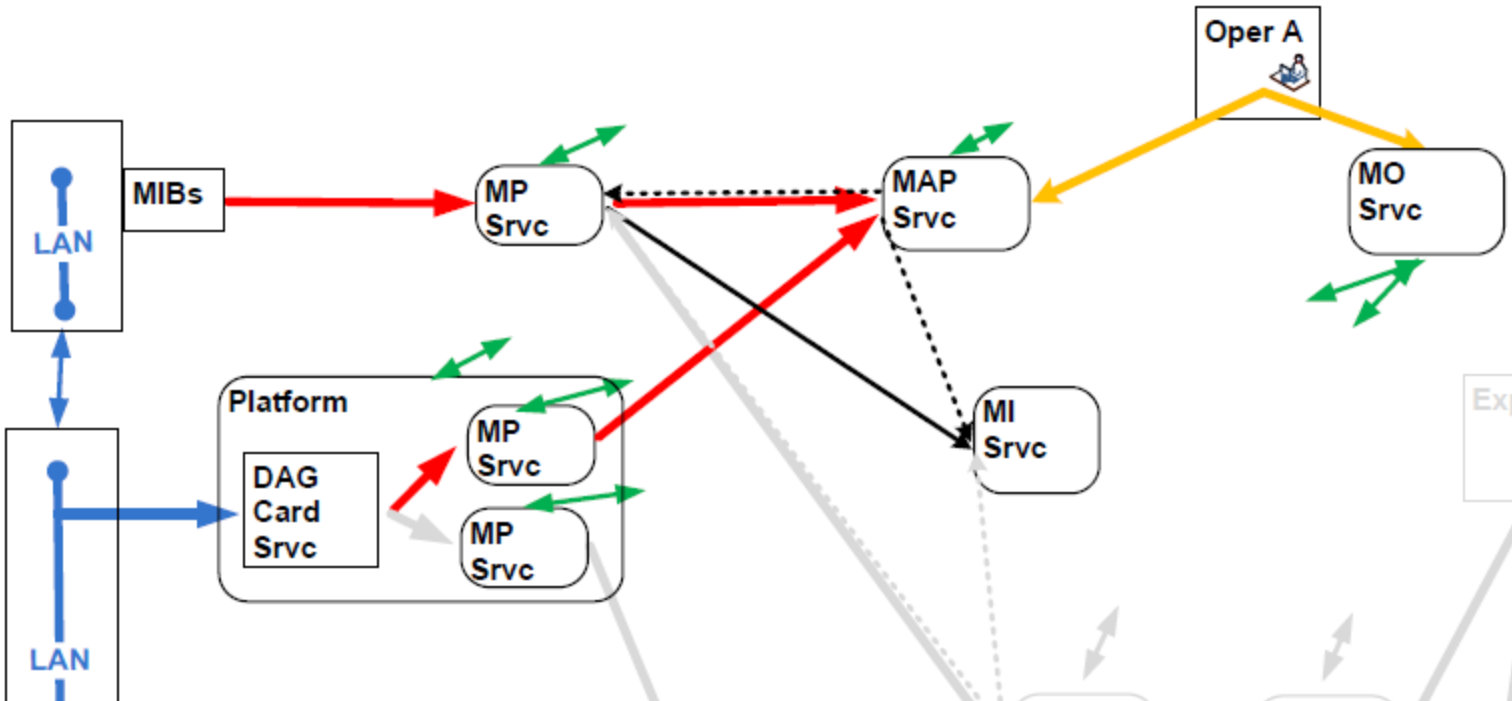 Oper A
MIBs
LAN
MP
Srvc
MAP
Srvc
MO
Srvc
Platform
DAG
Card
Srvc
MP
Srvc
MP
Srvc
MI
Srvc
LAN